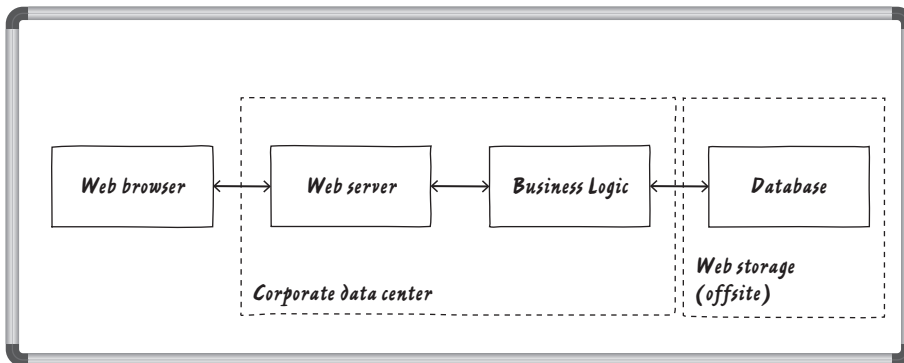 Web browser
Web server
Business Logic
Database
Corporate data center
Web storage
(offsite)